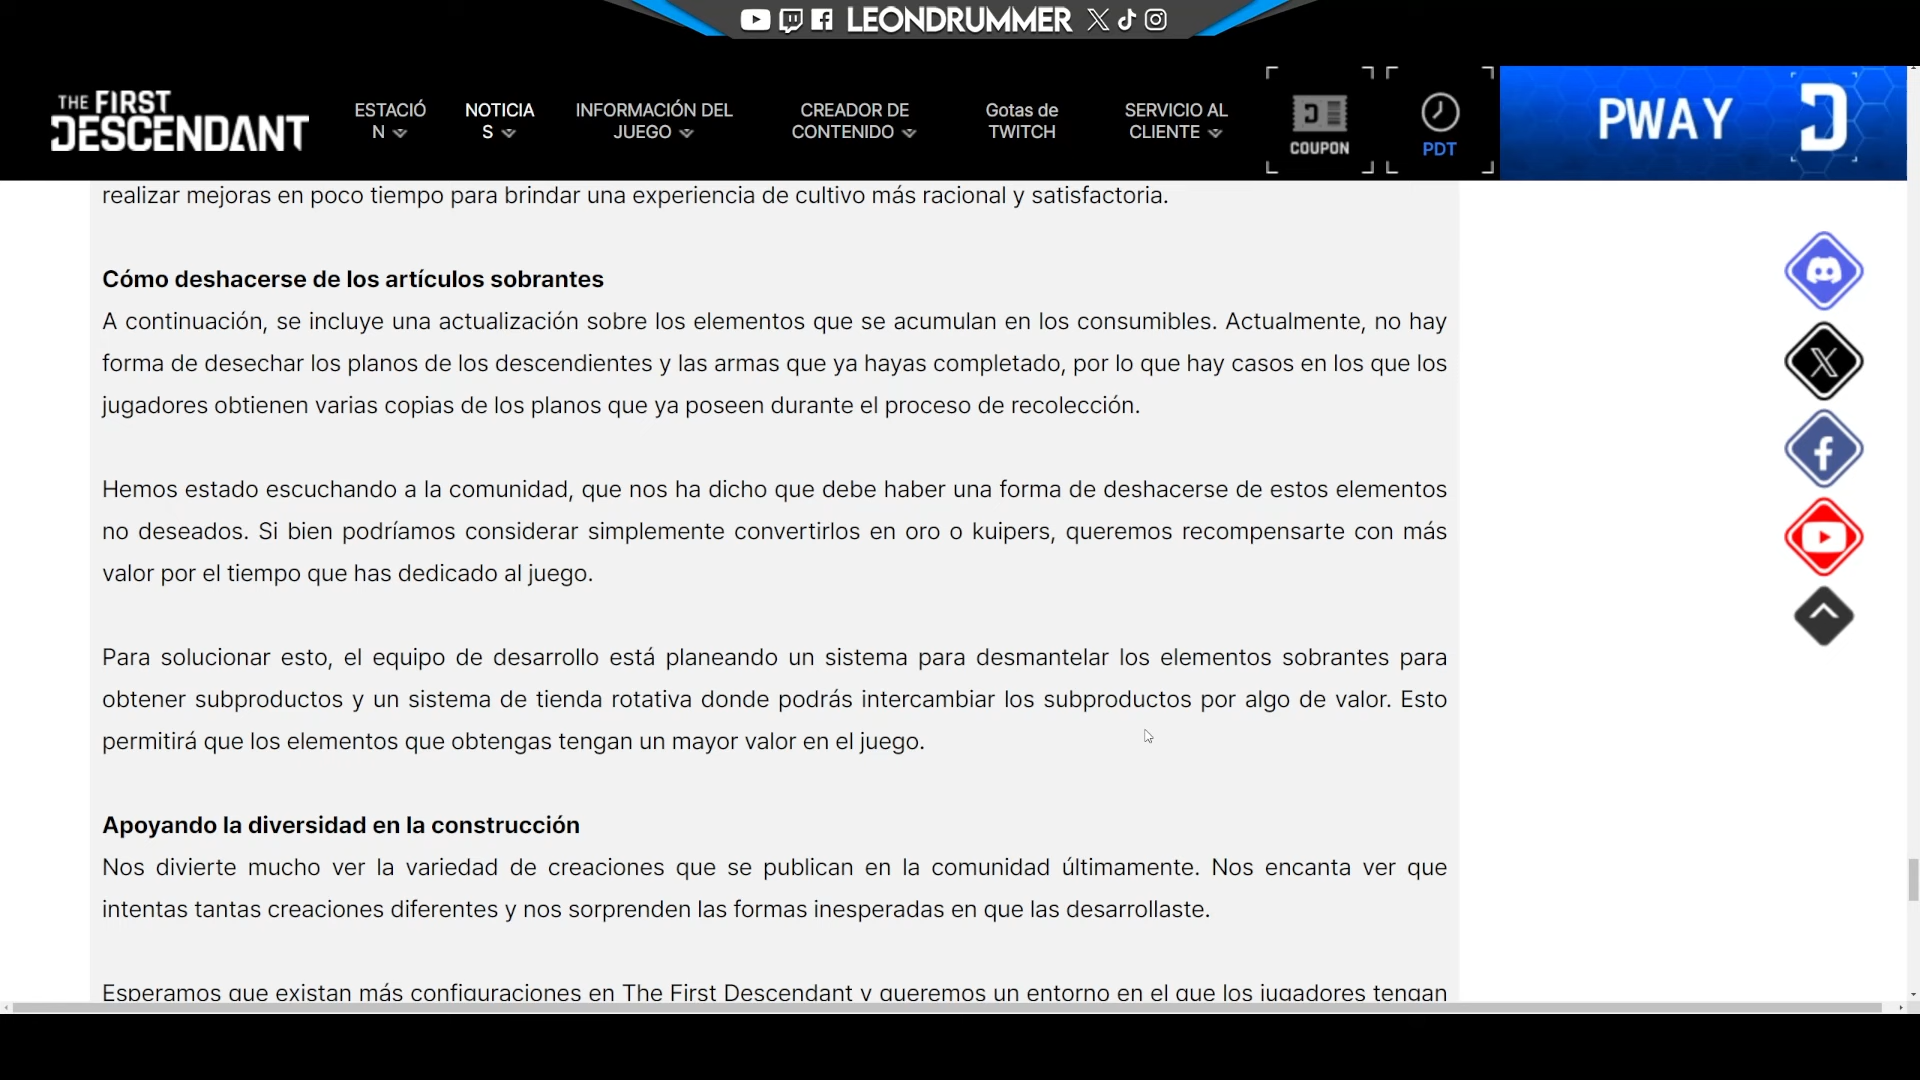 LEONDRUMMER
THE FIRST
DESCENDANT
ESTACIÓ
N
NOTICIA
S
INFORMACIÓN DEL
JUEGO
CREADOR DE
CONTENIDO
Gotas de
TWITCH
SERVICIO AL
CLIENTE
COUPON
PDT
PWAY
realizar mejoras en poco tiempo para brindar una experiencia de cultivo más racional y satisfactoria.
Cómo deshacerse de los artículos sobrantes
A continuación, se incluye una actualización sobre los elementos que se acumulan en los consumibles. Actualmente, no hay
forma de desechar los planos de los descendientes y las armas que ya hayas completado, por lo que hay casos en los que los
jugadores obtienen varias copias de los planos que ya poseen durante el proceso de recolección.
Hemos estado escuchando a la comunidad, que nos ha dicho que debe haber una forma de deshacerse de estos elementos
no deseados. Si bien podríamos considerar simplemente convertirlos en oro o kuipers, queremos recompensarte con más
valor por el tiempo que has dedicado al juego.
Para solucionar esto, el equipo de desarrollo está planeando un sistema para desmantelar los elementos sobrantes para
obtener subproductos y un sistema de tienda rotativa donde podrás intercambiar los subproductos por algo de valor. Esto
permitirá que los elementos que obtengas tengan un mayor valor en el juego.
Apoyando la diversidad en la construcción
Nos divierte mucho ver la variedad de creaciones que se publican en la comunidad últimamente. Nos encanta ver que
intentas tantas creaciones diferentes y nos sorprenden las formas inesperadas en que las desarrollaste.
Esperamos que existan más configuraciones en The First Descendant y queremos un entorno en el que los jugadores tengan